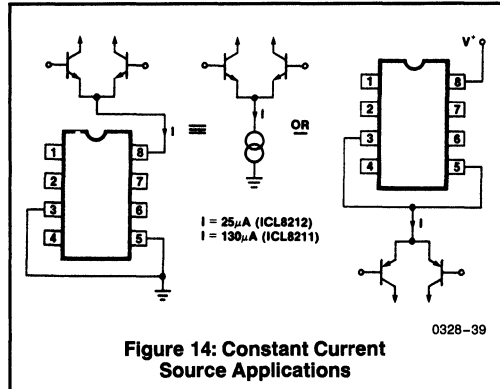 V+
1
2
3
4
8
7
6
5
I
I
OR
1
2
3
4
8
7
6
5
I = 25μA (ICL8212)
I = 130μA (ICL8211)
I
0328–39
Figure 14: Constant Current
Source Applications